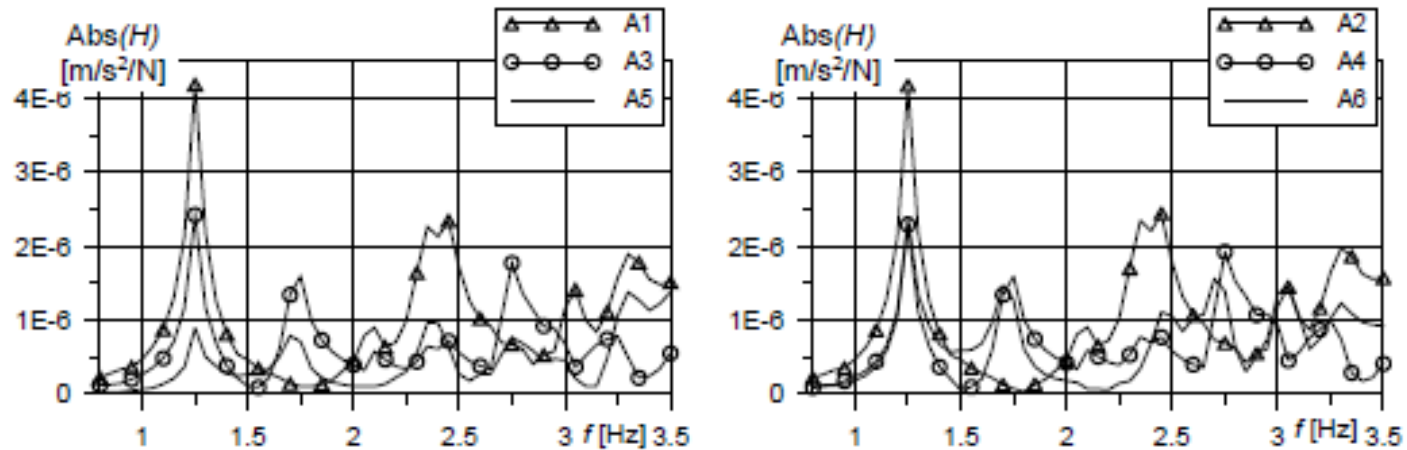 Abs(H)
[m/s²/N]
A1
A3
A5
4E-6
3E-6
2E-6
1E-6
0
1 1.5 2 2.5 3 f [Hz] 3.5
Abs(H)
[m/s²/N]
A2
A4
A6
4E-6
3E-6
2E-6
1E-6
0
1 1.5 2 2.5 3 f [Hz] 3.5